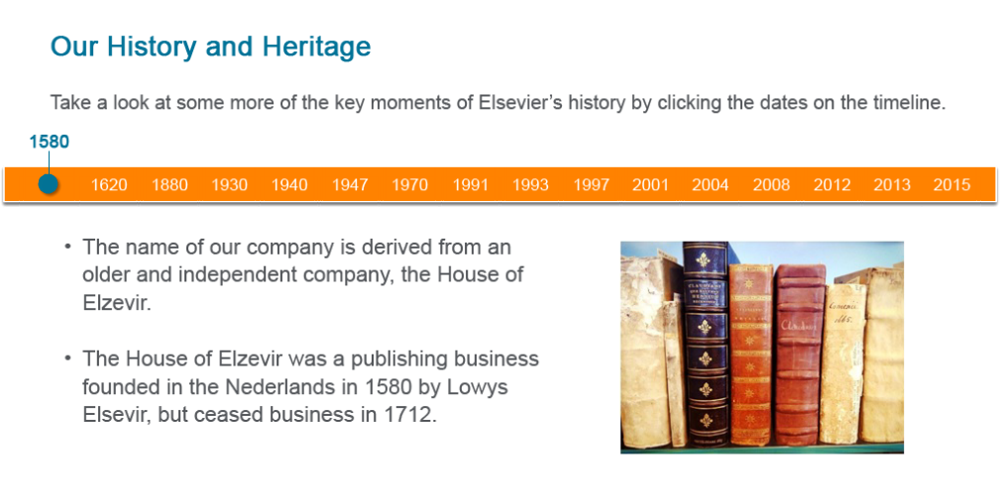 Our History and Heritage
Take a look at some more of the key moments of Elsevier's history by clicking the dates on the timeline.
1580
1620 1880 1930 1940 1947 1970 1991 1993 1997 2001 2004 2008 2012 2013 2015
• The name of our company is derived from an
older and independent company, the House of
Elzevir.
• The House of Elzevir was a publishing business
founded in the Nederlands in 1580 by Lowys
Elsevir, but ceased business in 1712.